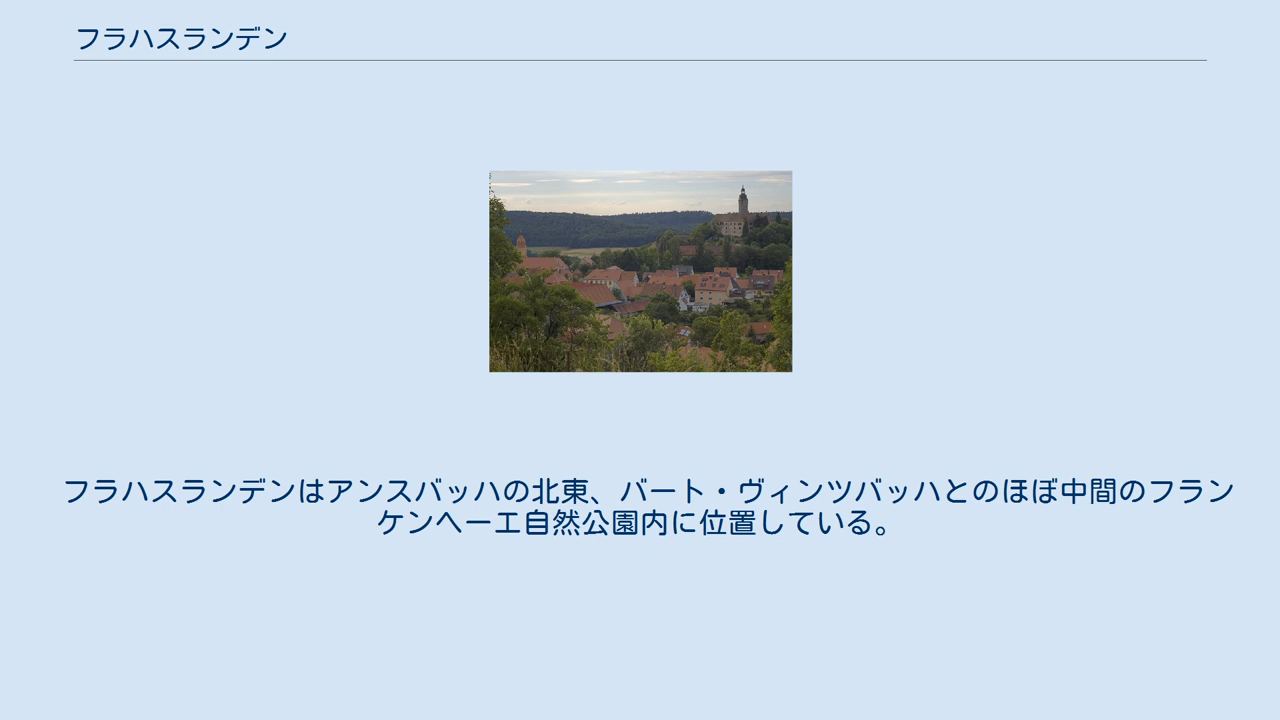 フラハスランデン
フラハスランデンはアンスバッハの北東、バート・ヴィンツバッハとのほぼ中間のフラン
ケンヘーエ自然公園内に位置している。